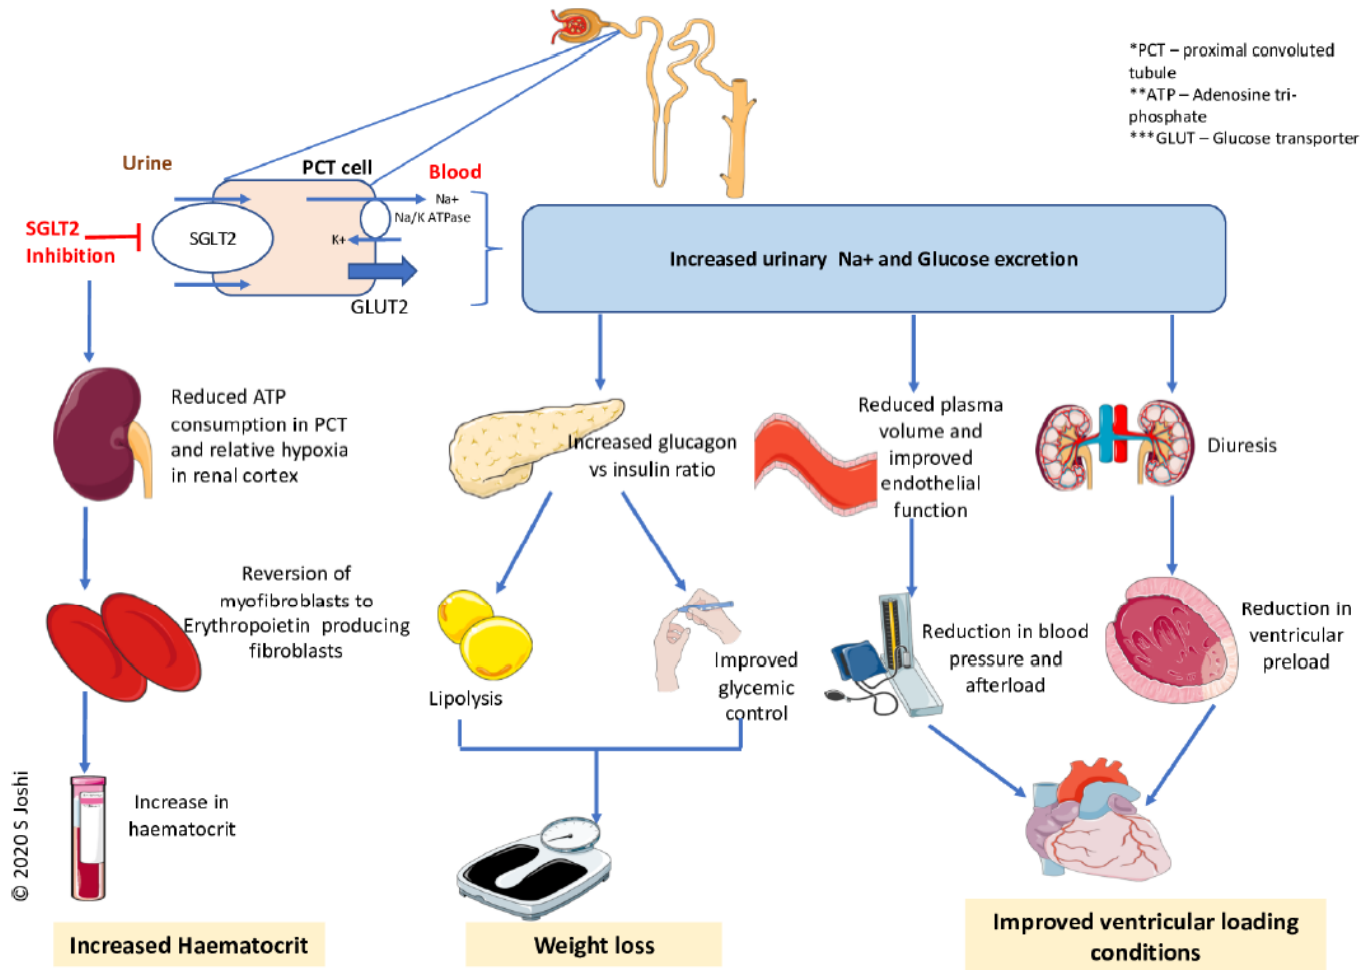 *PCT – proximal convoluted
tubule
**ATP – Adenosine tri-
phosphate
***GLUT – Glucose transporter
Urine
PCT cell
Blood
Na+
Na/K ATPase
K+
SGLT2
SGLT2
Inhibition
GLUT2
Increased urinary Na+ and Glucose excretion
Reduced ATP
consumption in PCT
and relative hypoxia
in renal cortex
Increased glucagon
vs insulin ratio
Reduced plasma
volume and
improved
endothelial
function
Diuresis
Reversion of
myofibroblasts to
Erythropoietin producing
fibroblasts
Lipolysis
Improved
glycemic
control
Reduction in blood
pressure and
afterload
Reduction in
ventricular
preload
Increase in
haematocrit
© 2020 S Joshi
Increased Haematocrit
Weight loss
Improved ventricular loading
conditions